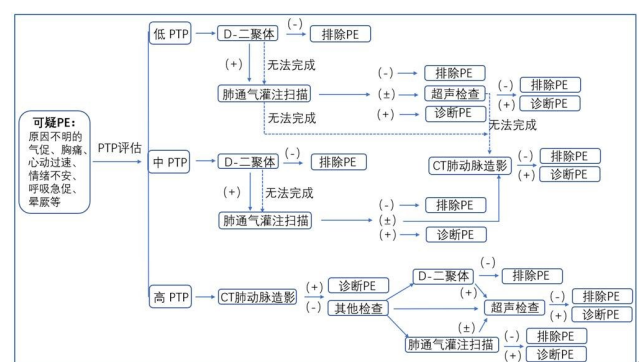 可疑PE：
原因不明的
气促、胸痛、
心动过速、
情绪不安、
呼吸急促、
晕厥等
PTP评估
低 PTP
D-二聚体
(-)
排除PE
(+)
无法完成
肺通气灌注扫描
(-)
排除PE
(±)
超声检查
(-)
排除PE
(+)
诊断PE
(+)
诊断PE
无法完成
无法完成
中 PTP
D-二聚体
(-)
排除PE
CT肺动脉造影
(-)
排除PE
(+)
诊断PE
(+)
无法完成
肺通气灌注扫描
(-)
排除PE
(±)
(+)
诊断PE
高 PTP
CT肺动脉造影
(+)
诊断PE
(-)
其他检查
D-二聚体
(-)
排除PE
(+)
超声检查
(-)
排除PE
(+)
诊断PE
(±)
肺通气灌注扫描
(-)
排除PE
(+)
诊断PE